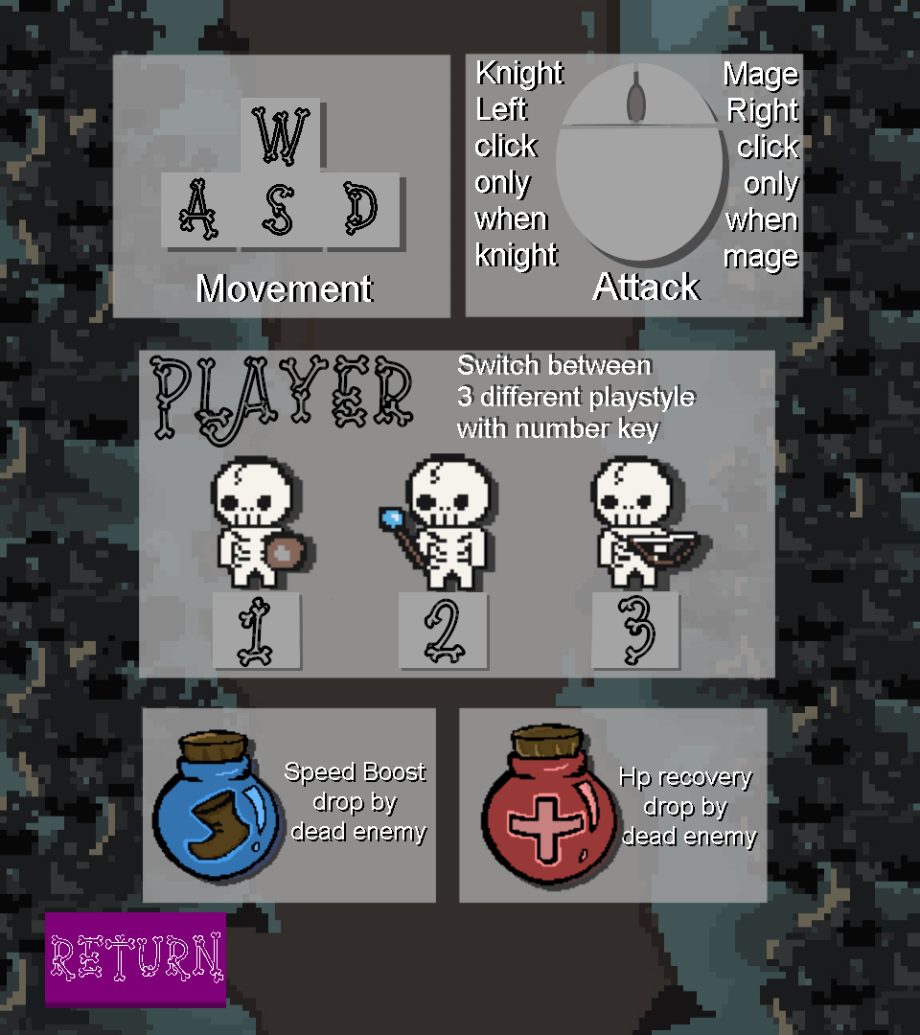 W
A S D
Movement
Knight
Left
click
only
when
knight
Mage
Right
click
only
when
mage
Attack
PLAYER
Switch between
3 different playstyle
with number key
1 2 3
Speed Boost
drop by
dead enemy
Hp recovery
drop by
dead enemy
RETURN